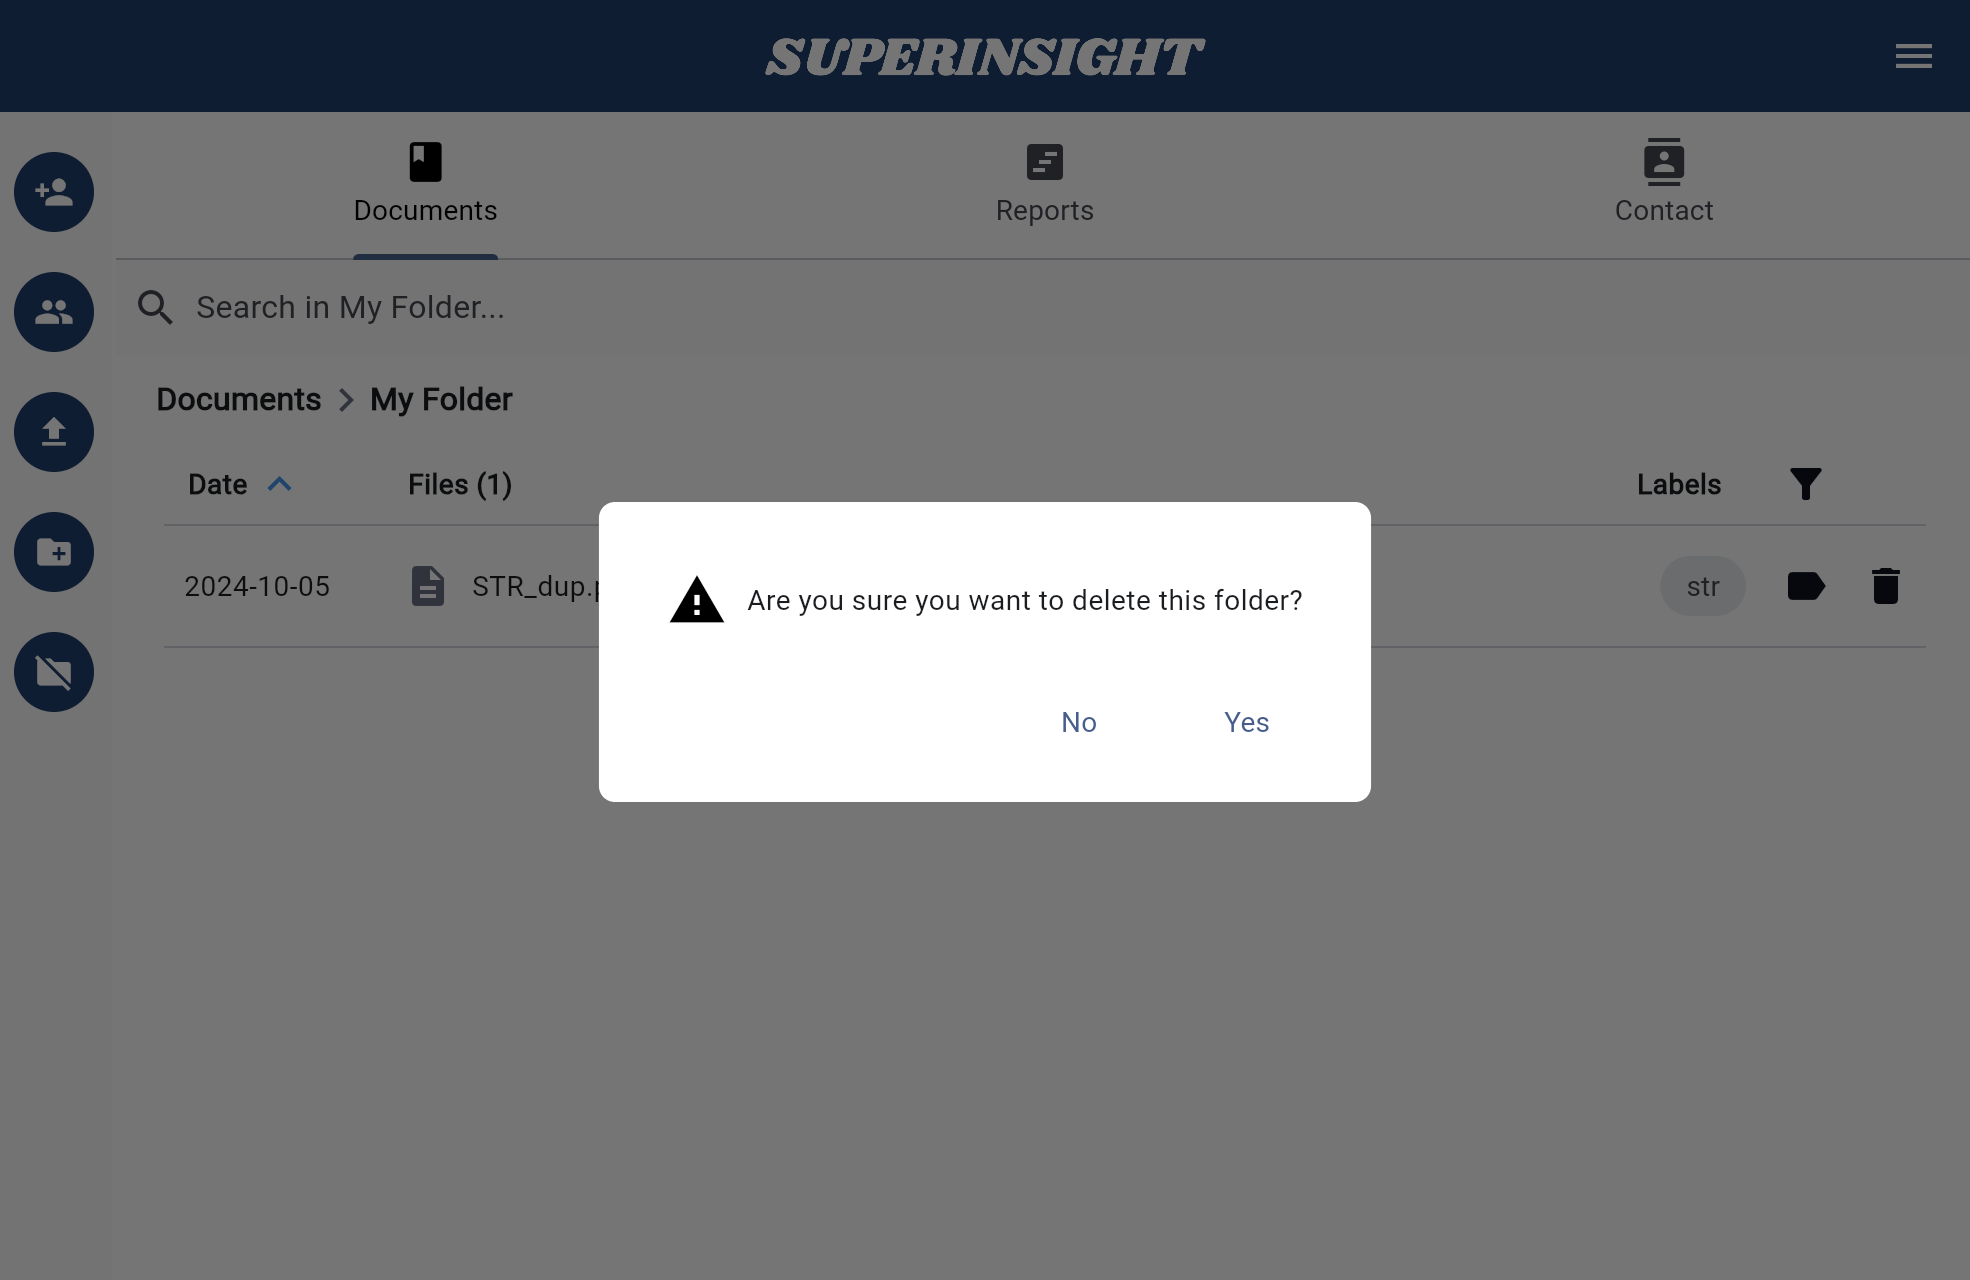 SUPERINSIGHT
Documents
Reports
Contact
Search in My Folder...
Documents
My Folder
Date
Files (1)
Labels
2024-10-05
STR_dup.p
str
Are you sure you want to delete this folder?
No
Yes